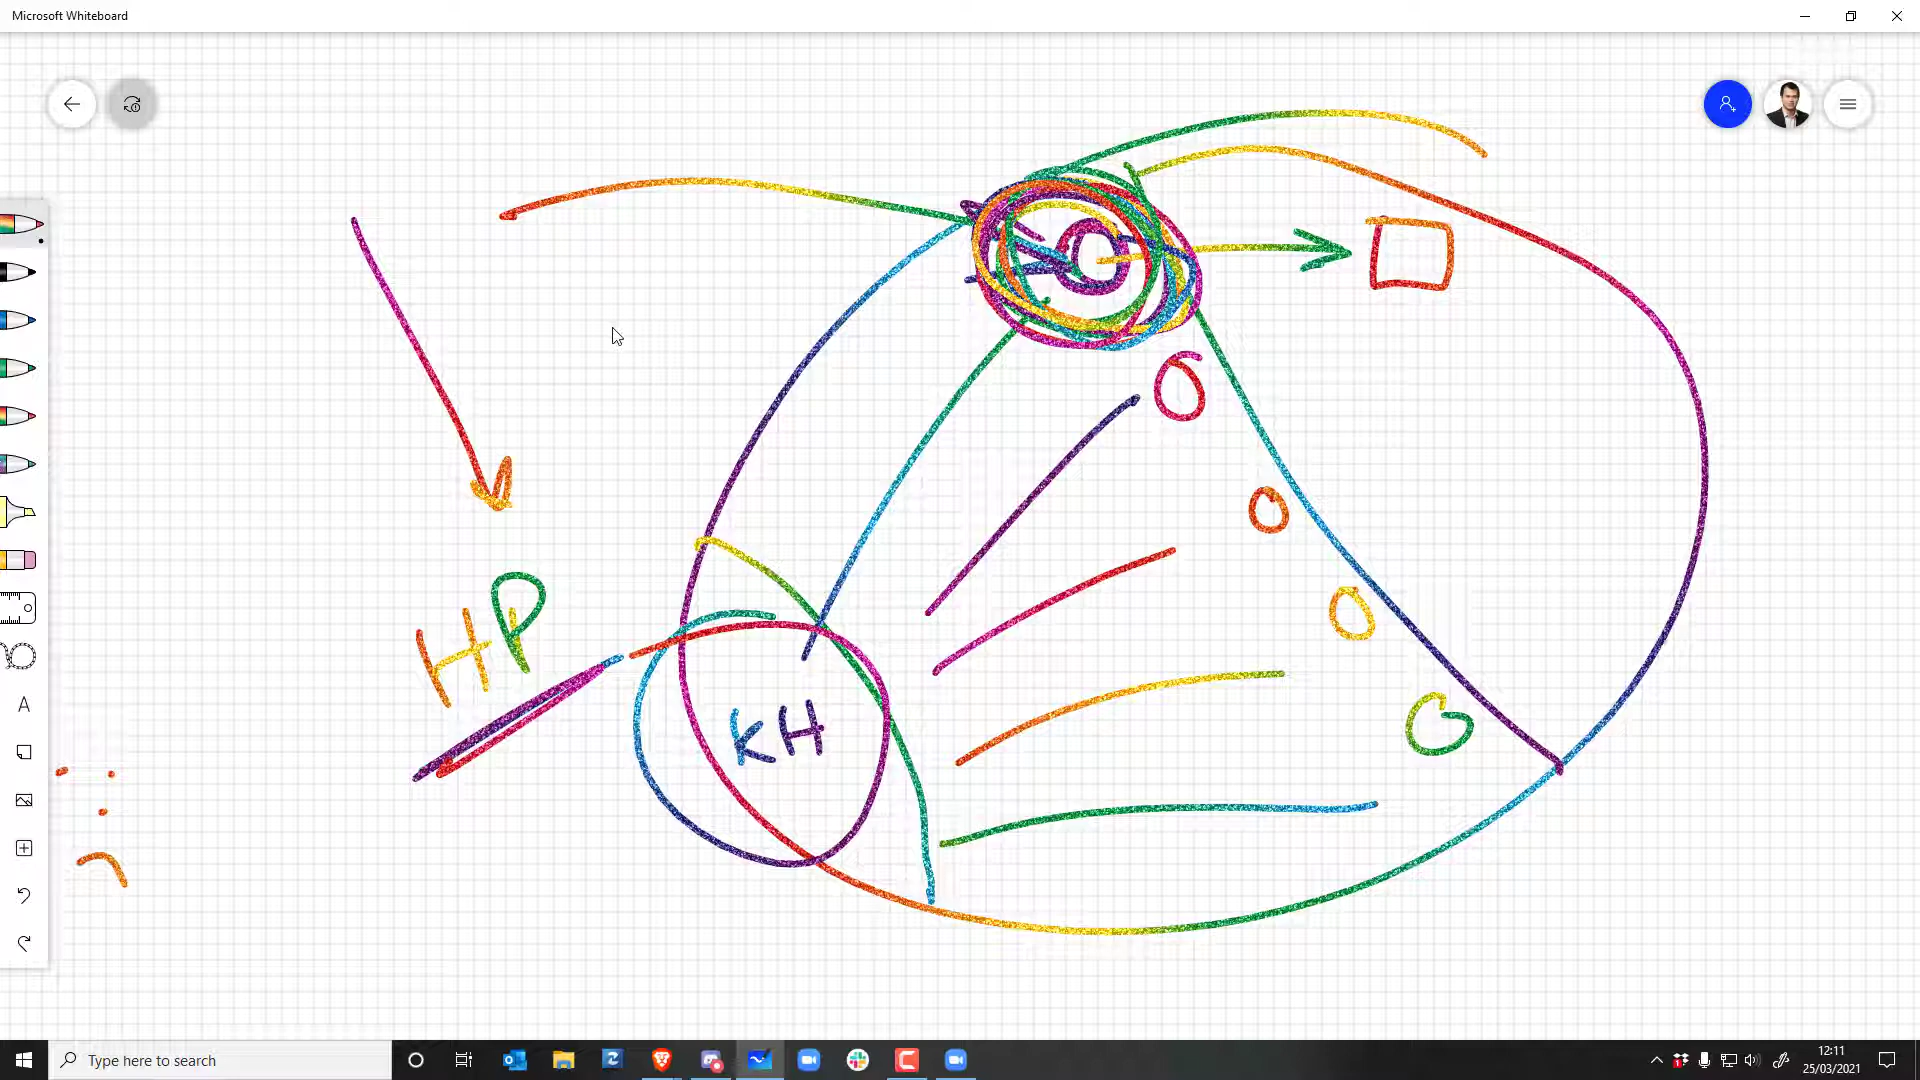 Microsoft Whiteboard
HP
KH
A
Type here to search
12:11
25/03/2021